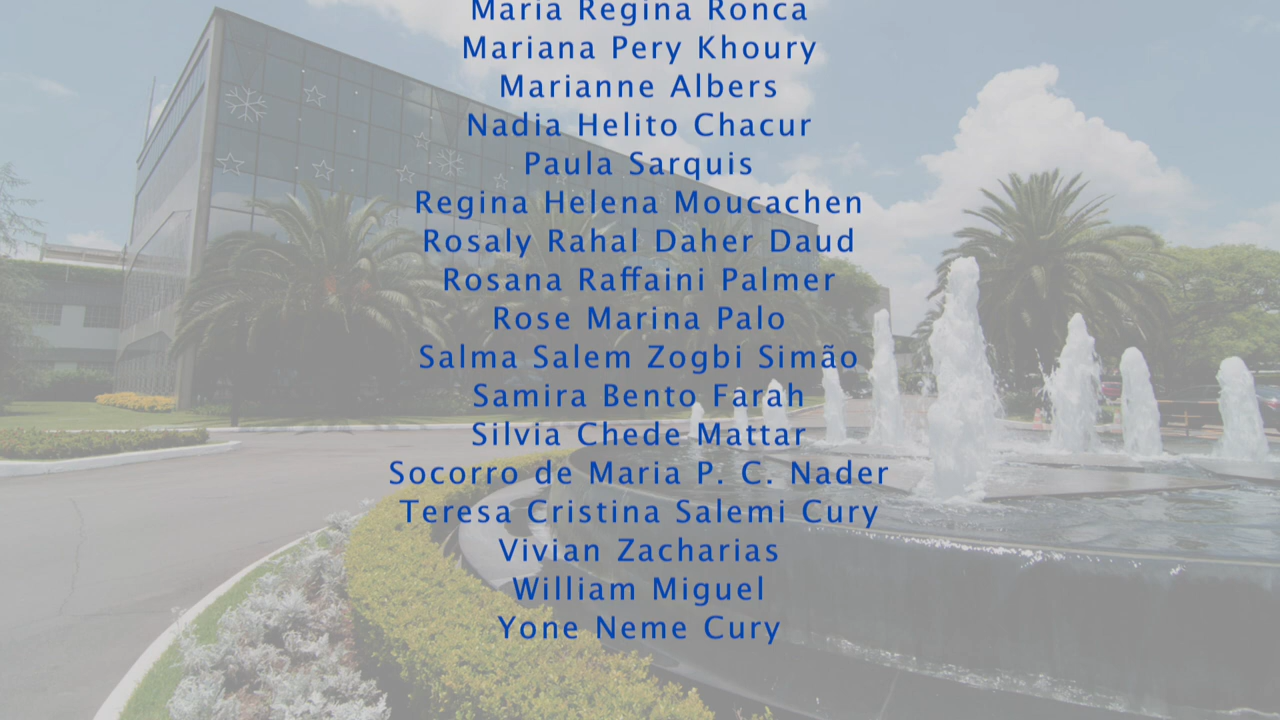 Maria Regina Ronca
Mariana Pery Khoury
Marianne Albers
Nadia Helito Chacur
Paula Sarquis
Regina Helena Moucachen
Rosaly Rahal Daher Daud
Rosana Raffaini Palmer
Rose Marina Palo
Salma Salem Zogbi Simão
Samira Bento Farah
Silvia Chede Mattar
Socorro de Maria P. C. Nader
Teresa Cristina Salemi Cury
Vivian Zacharias
William Miguel
Yone Neme Cury